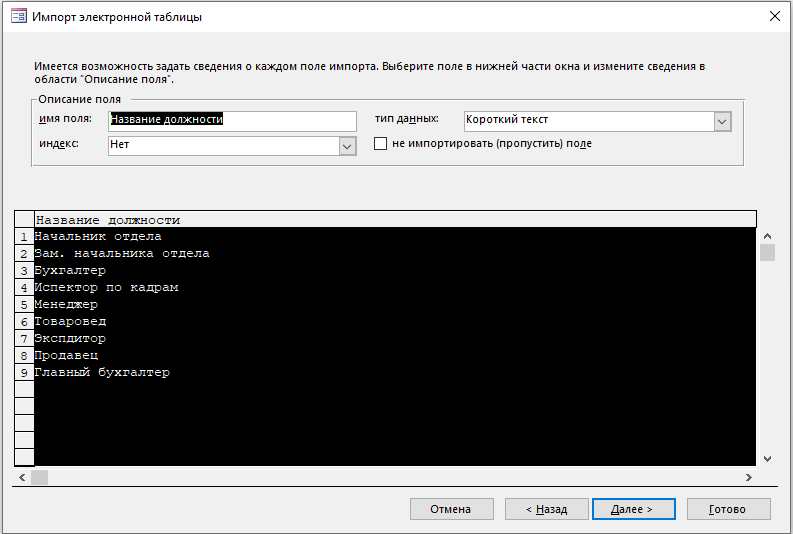 Импорт электронной таблицы
Имеется возможность задать сведения о каждом поле импорта. Выберите поле в нижней части окна и измените сведения в
области "Описание поля".
Описание поля
имя поля: Название должности тип данных: Короткий текст
индекс: Нет не импортировать (пропустить) поле
Название должности
1 Начальник отдела
2 Зам. начальника отдела
3 Бухгалтер
4 Испектор по кадрам
5 Менеджер
6 Товаровед
7 Экспдитор
8 Продавец
9 Главный бухгалтер
Отмена < Назад Далее > Готово